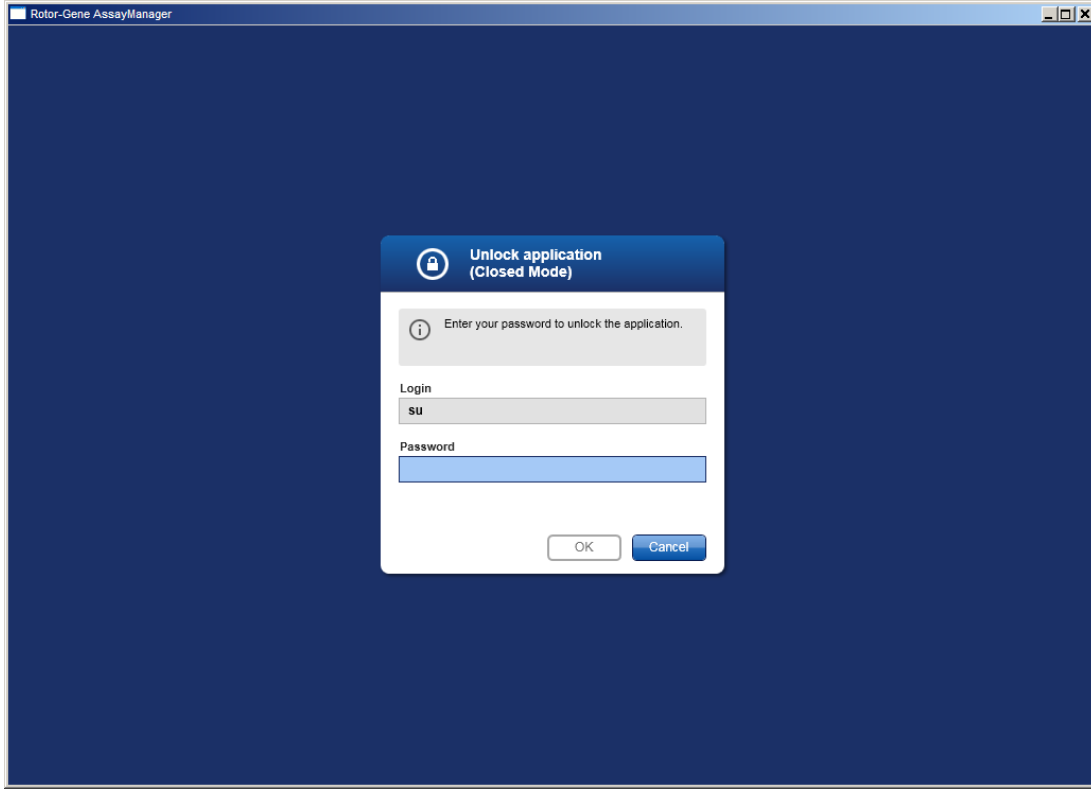 Rotor-Gene AssayManager
Unlock application
(Closed Mode)
Enter your password to unlock the application.
Login
su
Password
OK
Cancel